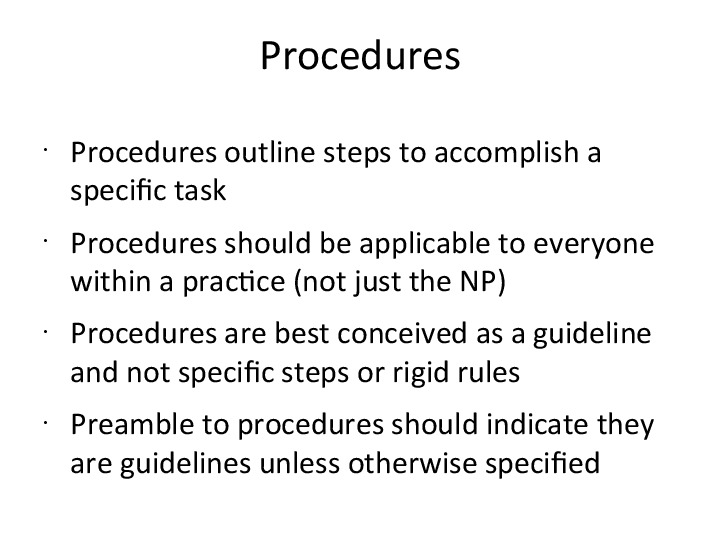 Procedures
· Procedures outline steps to accomplish a
specific task
· Procedures should be applicable to everyone
within a practice (not just the NP)
· Procedures are best conceived as a guideline
and not specific steps or rigid rules
· Preamble to procedures should indicate they
are guidelines unless otherwise specified